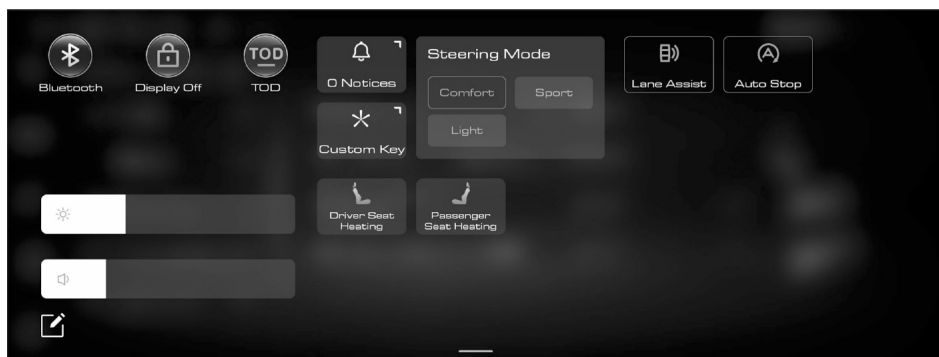 TOD
Bluetooth
Display Off
TOD
0 Notices
Custom Key
Steering Mode
Comfort
Sport
Light
Lane Assist
Auto Stop
Driver Seat
Heating
Passenger
Seat Heating